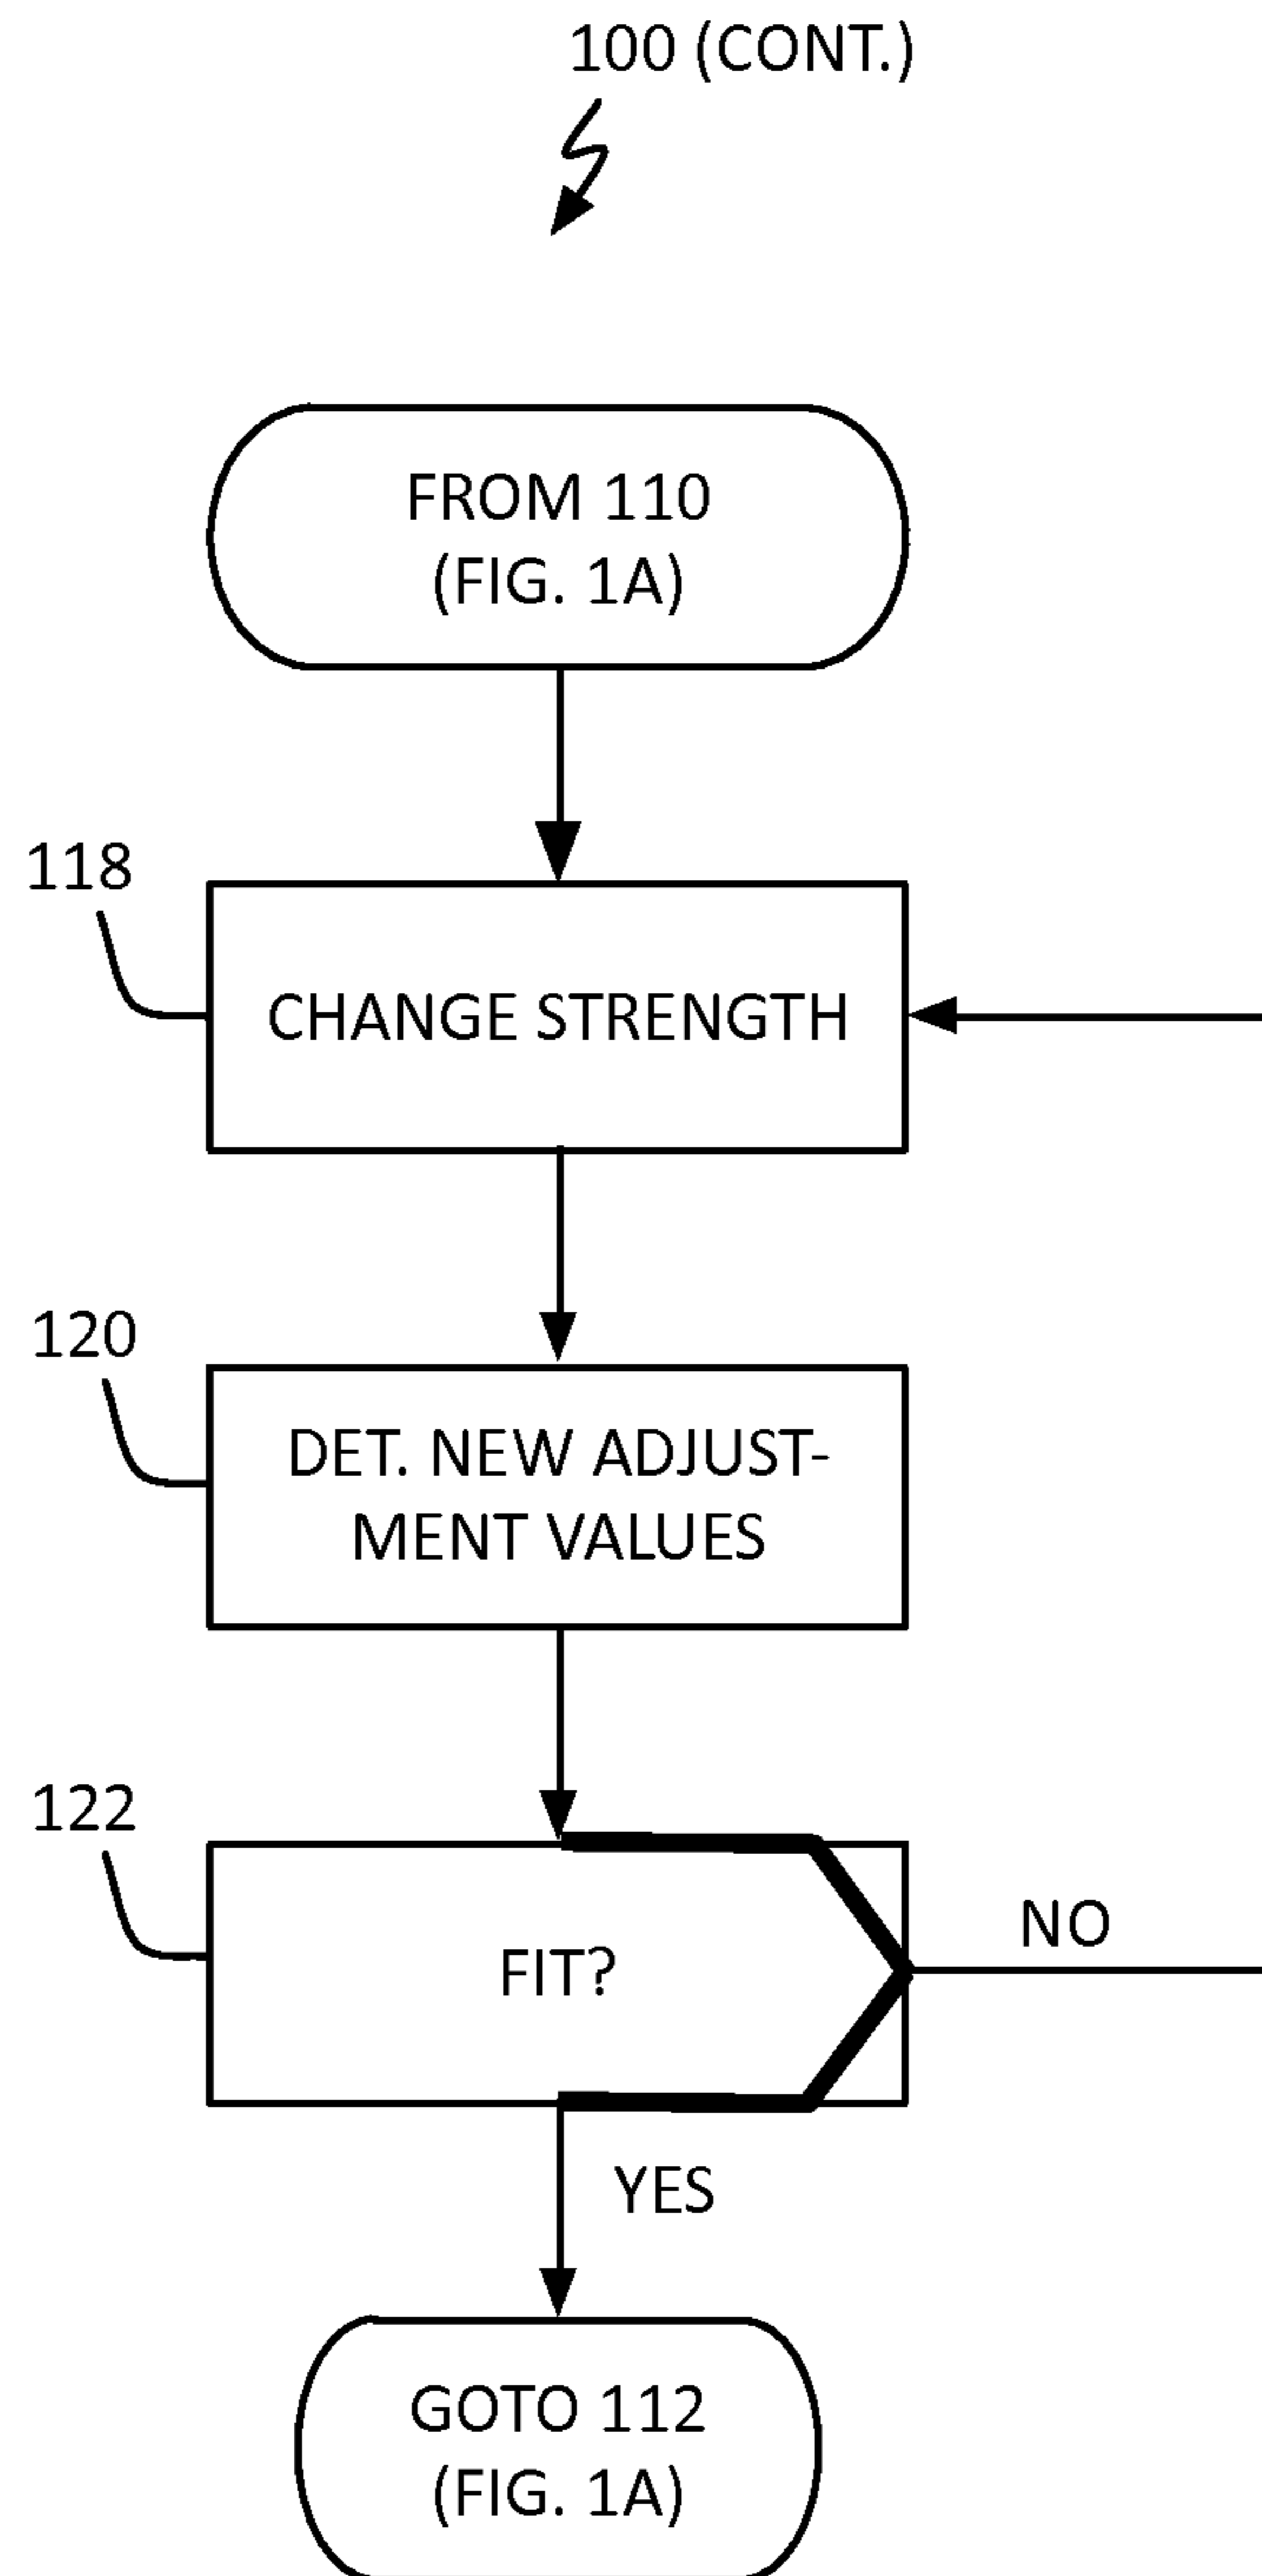 100 (CONT.)
FROM 110
(FIG. 1A)
118
CHANGE STRENGTH
120
DET. NEW ADJUST-
MENT VALUES
122
FIT?
NO
YES
GOTO 112
(FIG. 1A)